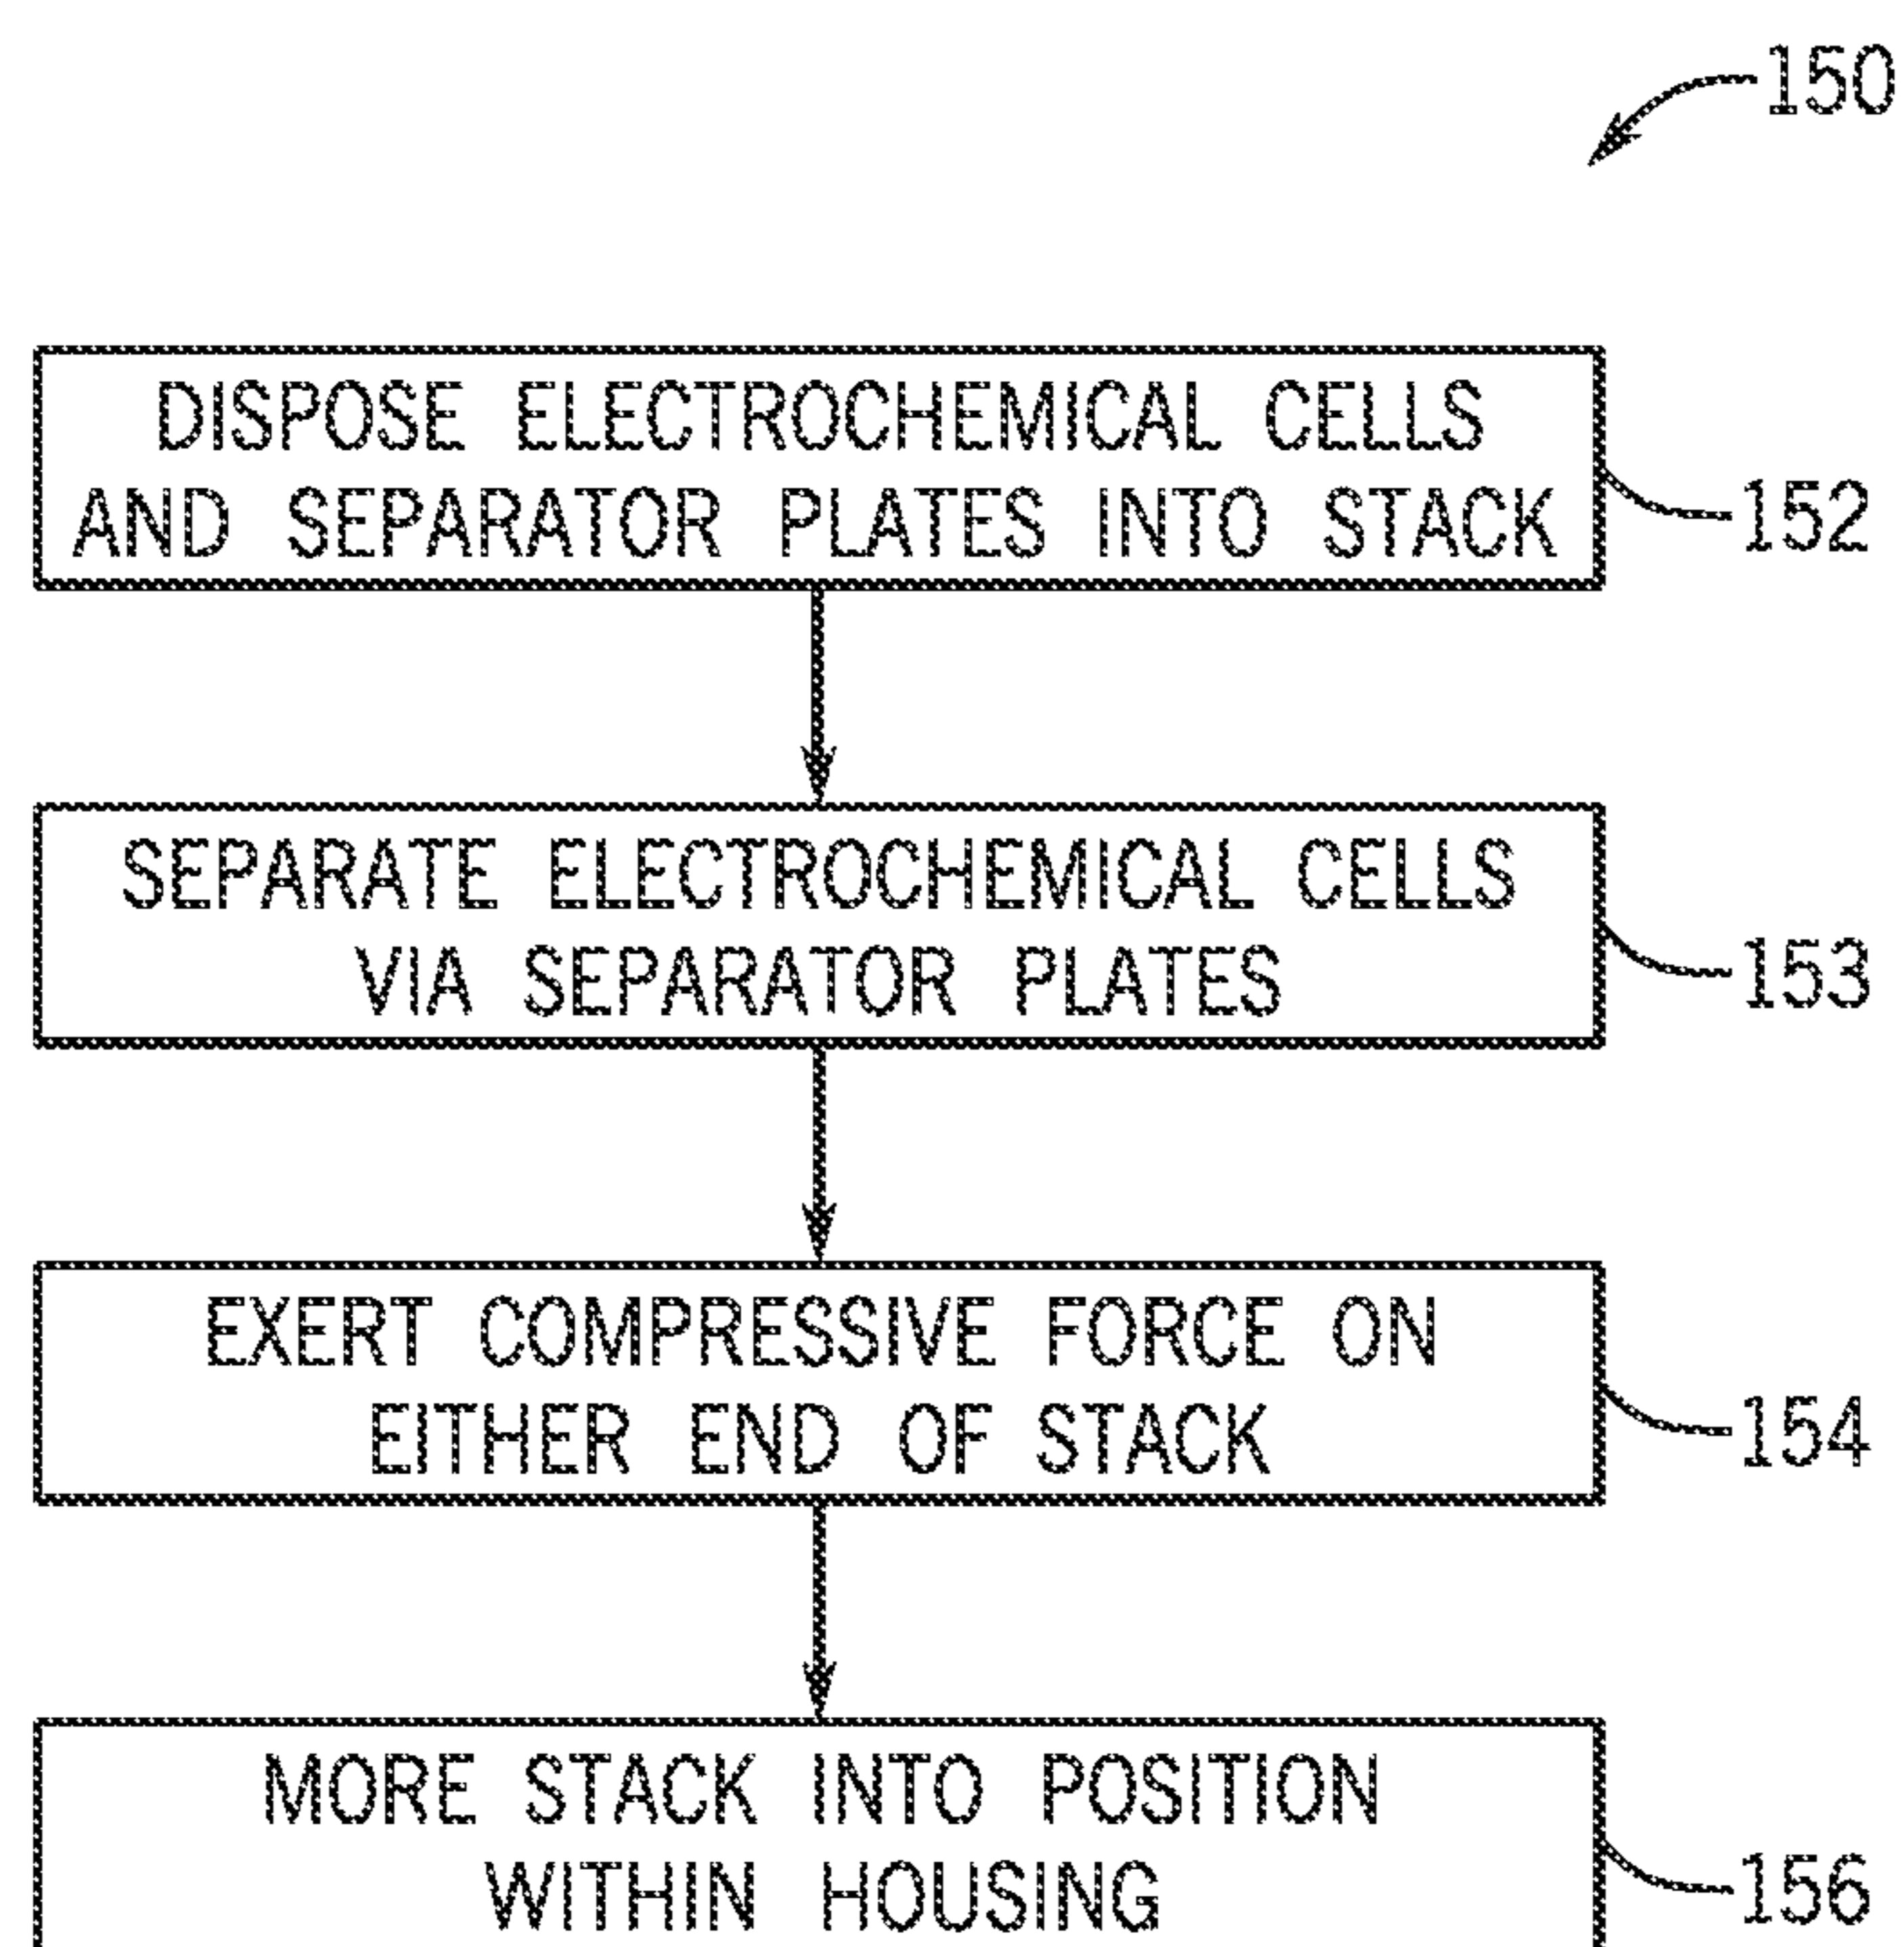 150
DISPOSE ELECTROCHEMICAL CELLS
AND SEPARATOR PLATES INTO STACK
152
SEPARATE ELECTROCHEMICAL CELLS
VIA SEPARATOR PLATES
153
EXERT COMPRESSIVE FORCE ON
EITHER END OF STACK
154
MORE STACK INTO POSITION
WITHIN HOUSING
156